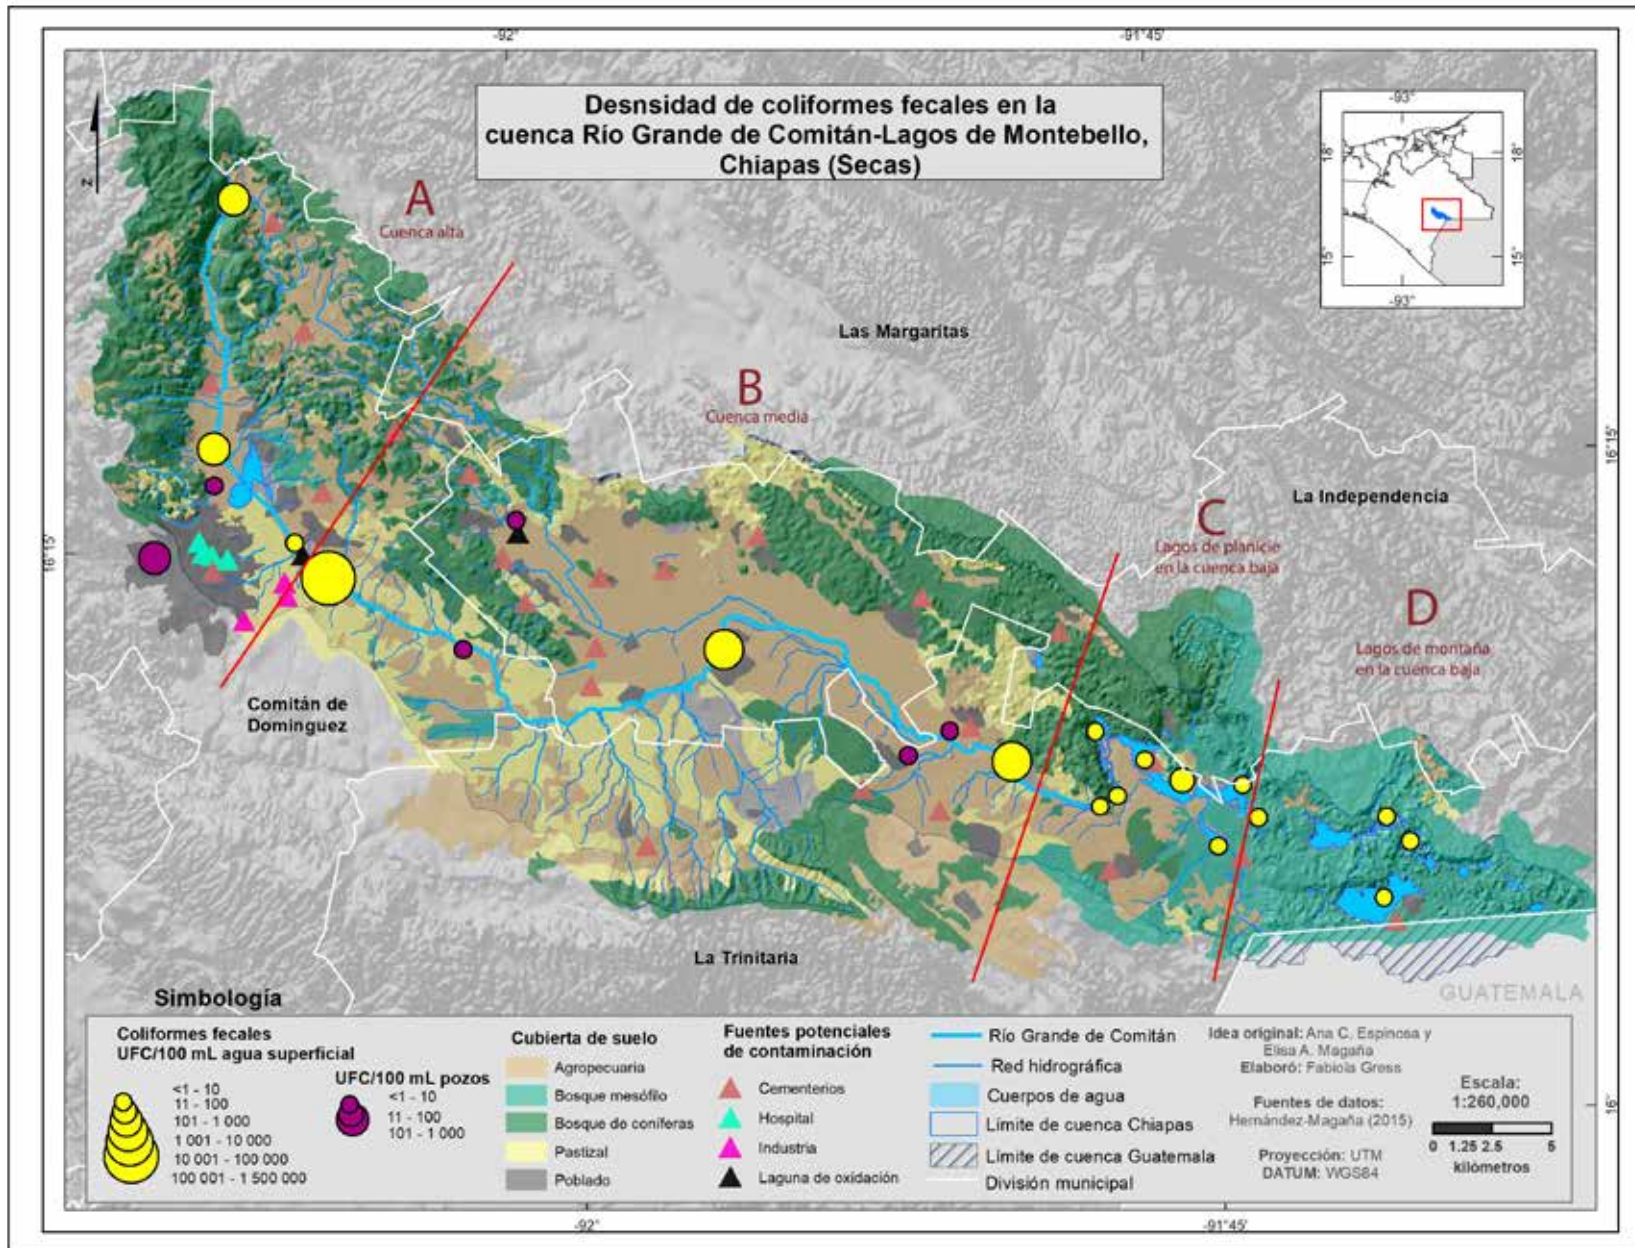 -92°
-91°45'
Desnsidad de coliformes fecales en la
cuenca Río Grande de Comitán-Lagos de Montebello,
Chiapas (Secas)
-93°
18°
18°
15°
15°
-93°
N
A
Cuenca alta
Las Margaritas
B
Cuenca media
16°15'
16°15'
La Independencia
C
Lagos de planicie
en la cuenca baja
D
Lagos de montaña
en la cuenca baja
Comitán de
Dominguez
La Trinitaria
GUATEMALA
Simbología
Coliformes fecales
UFC/100 mL agua superficial
<1 - 10
11 - 100
101 - 1 000
1 001 - 10 000
10 001 - 100 000
100 001 - 1 500 000
UFC/100 mL pozos
<1 - 10
11 - 100
101 - 1 000
Cubierta de suelo
Agropecuaria
Bosque mesófilo
Bosque de coníferas
Pastizal
Poblado
Fuentes potenciales
de contaminación
Cementerios
Hospital
Industria
Laguna de oxidación
Río Grande de Comitán
Red hidrográfica
Cuerpos de agua
Límite de cuenca Chiapas
Límite de cuenca Guatemala
División municipal
Idea original: Ana C. Espinosa y
Elisa A. Magaña
Elaboró: Fabiola Gress
Fuentes de datos:
Hernández-Magaña (2015)
Proyección: UTM
DATUM: WGS84
Escala:
1:260,000
0 1.25 2.5 5
kilómetros
16°
-92°
-91°45'